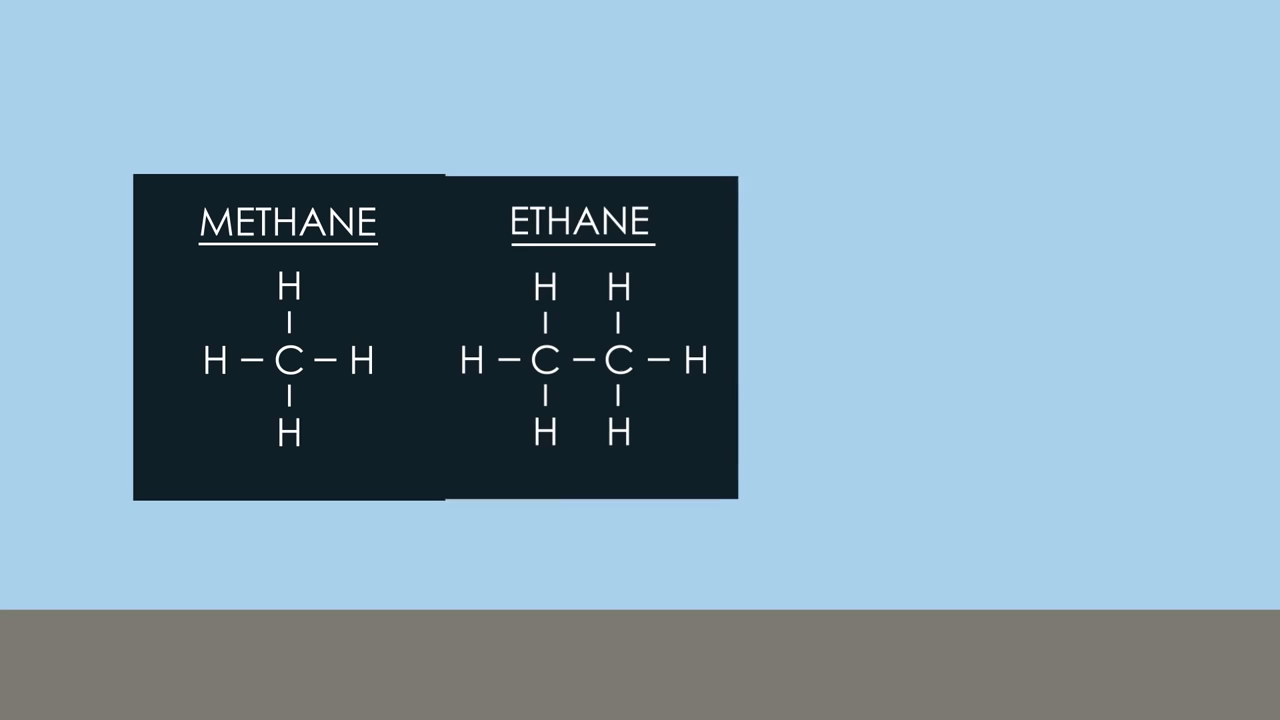 METHANE
H
H – C – H
H
ETHANE
H H
H – C – C – H
H H